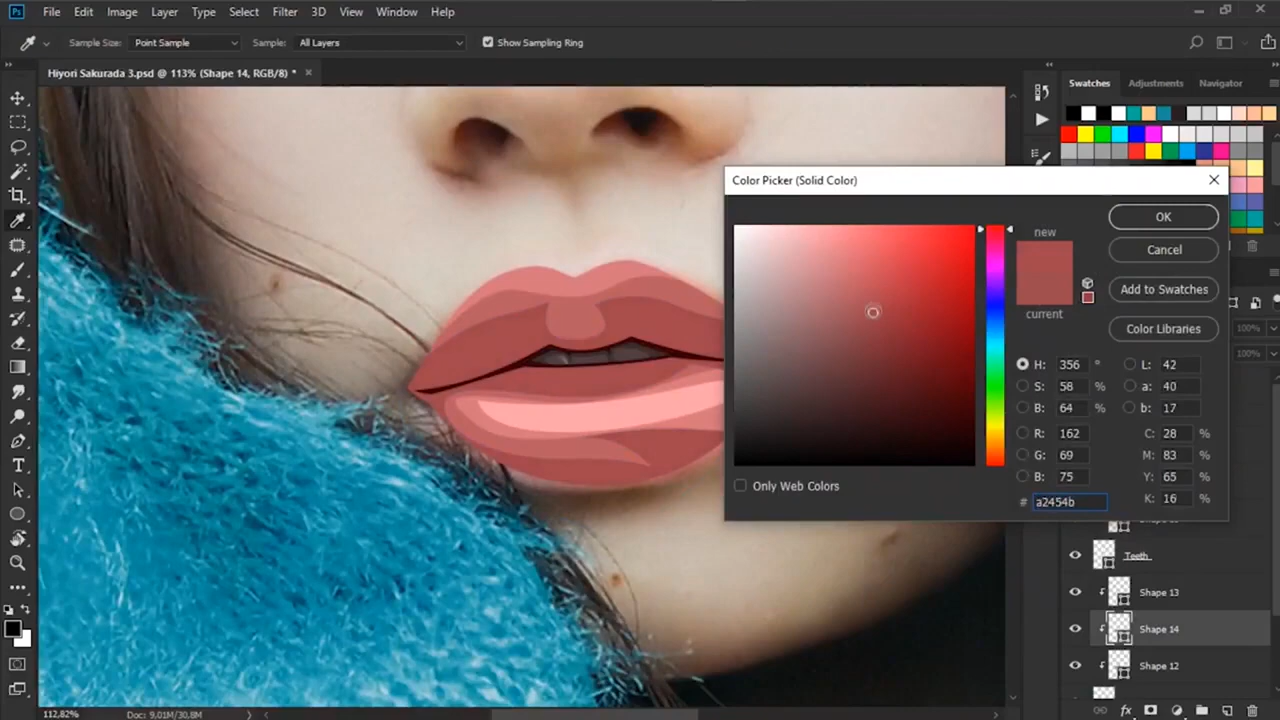 Ps File Edit Image Layer Type Select Filter 3D View Window Help
Sample Size: Point Sample Sample: All Layers Show Sampling Ring
Hiyori Sakurada 3.psd @ 113% (Shape 14, RGB/8) *
Swatches Adjustments Navigator
Color Picker (Solid Color)
new
current
OK
Cancel
Add to Swatches
Color Libraries
H: 356 °
S: 58 %
B: 64 %
R: 162
G: 69
B: 75
# a2454b
L: 42
a: 40
b: 17
C: 28 %
M: 83 %
Y: 65 %
K: 16 %
Only Web Colors
100%
100%
Teeth
Shape 13
Shape 14
Shape 12
fx
112,82% Doc: 9,01M/30,8M